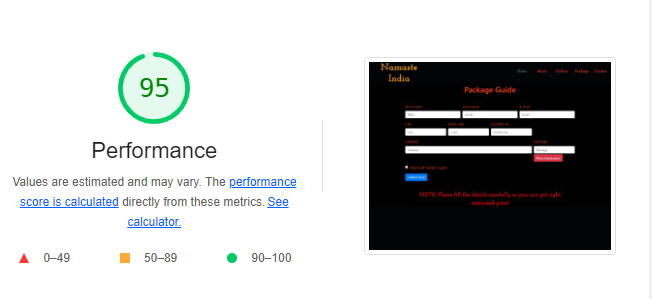 95
Performance
Values are estimated and may vary. The performance
score is calculated directly from these metrics. See
calculator.
0–49
50–89
90–100
Namaste
India
Home About Gallery Package Contact
Package Guide
NOTE:Please fill the details carefully so you can get right
estimated price!